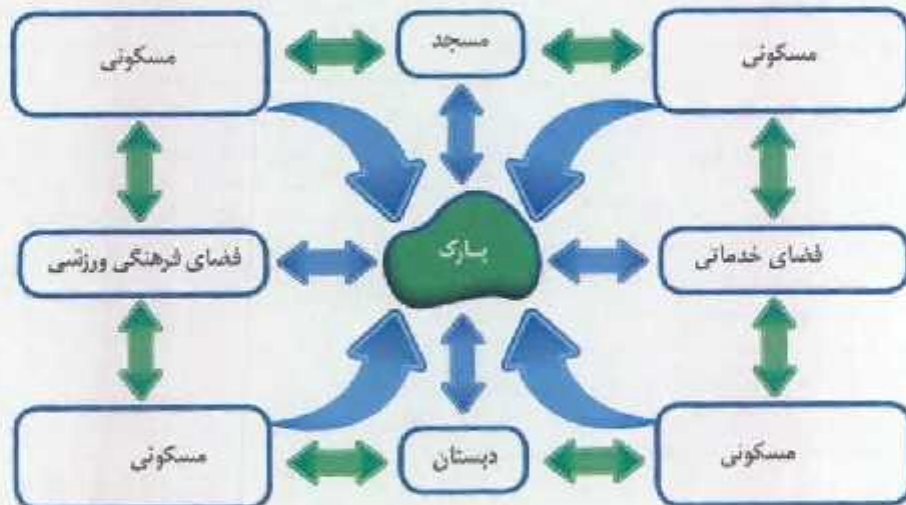 مسکونی
مسجد
مسکونی
فضای خدماتی
پارک
فضای فرهنگی ورزشی
مسکونی
دبستان
مسکونی